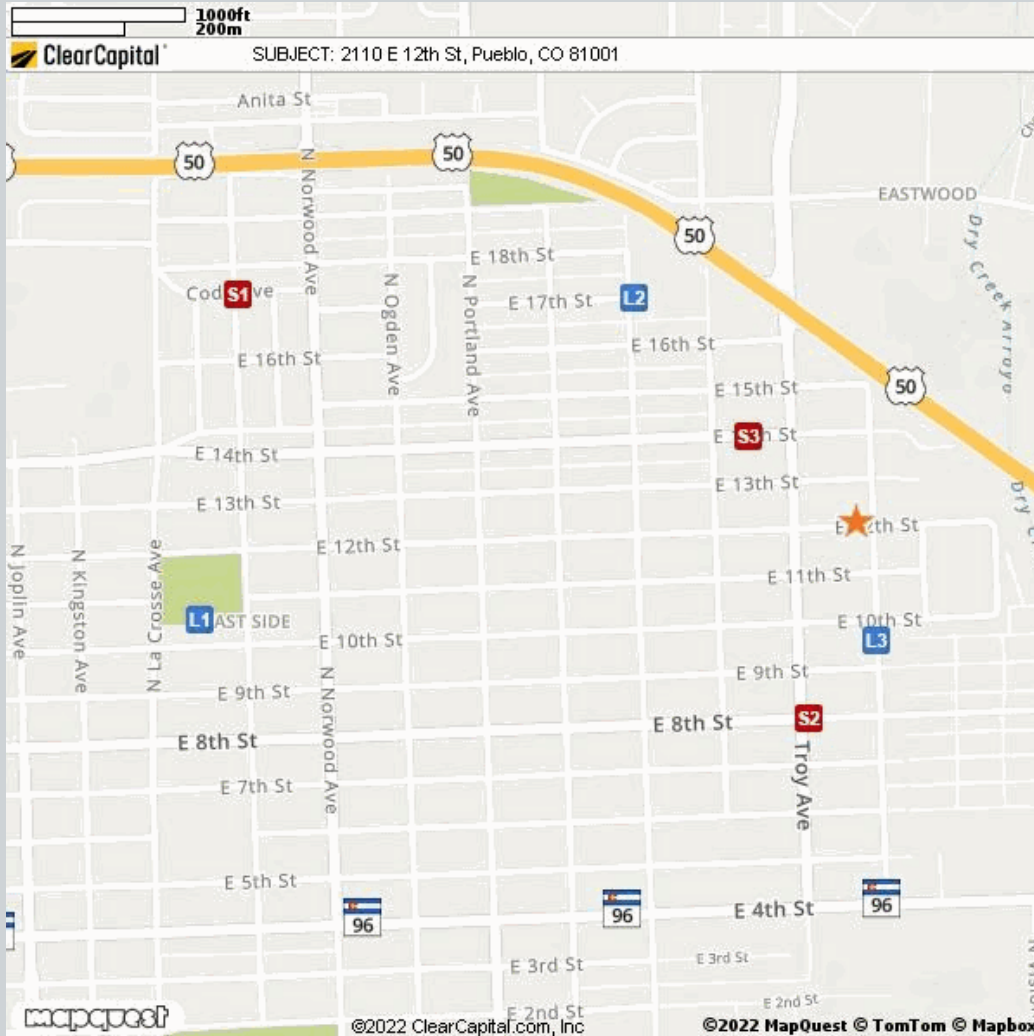 1000ft
200m
ClearCapital
SUBJECT: 2110 E 12th St, Pueblo, CO 81001
Anita St
50
50
N Norwood Ave
EASTWOOD
Dry Creek Arroyo
50
E 18th St
N Ogden Ave
N Portland Ave
S1
E 17th St
L2
E 16th St
E 16th St
50
E 15th St
S3
E 14th St
E 13th St
E 13th St
E 12th St
N Joplin Ave
N Kingston Ave
N La Crosse Ave
E 11th St
L1
E 10th St
E 10th St
L3
E 9th St
E 9th St
N Norwood Ave
S2
E 8th St
E 8th St
Troy Ave
E 7th St
E 5th St
96
96
96
E 4th St
E 3rd St
E 3rd St
E 2nd St
E 2nd St
mapquest
©2022 ClearCapital.com, Inc
©2022 MapQuest © TomTom ©